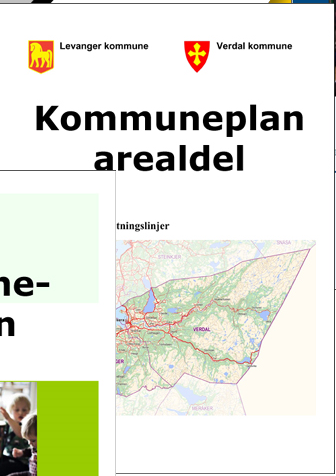 Levanger kommune
Verdal kommune
Kommuneplan
arealdel
tningslinjer
ne-
n
VERDAL